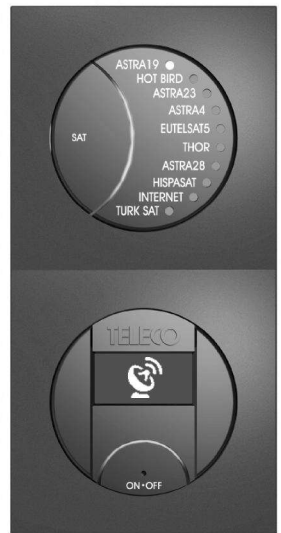 ASTRA19
HOT BIRD
ASTRA23
ASTRA4
EUTELSAT5
SAT
THOR
ASTRA28
HISPASAT
INTERNET
TURK SAT
TELECO
ON•OFF